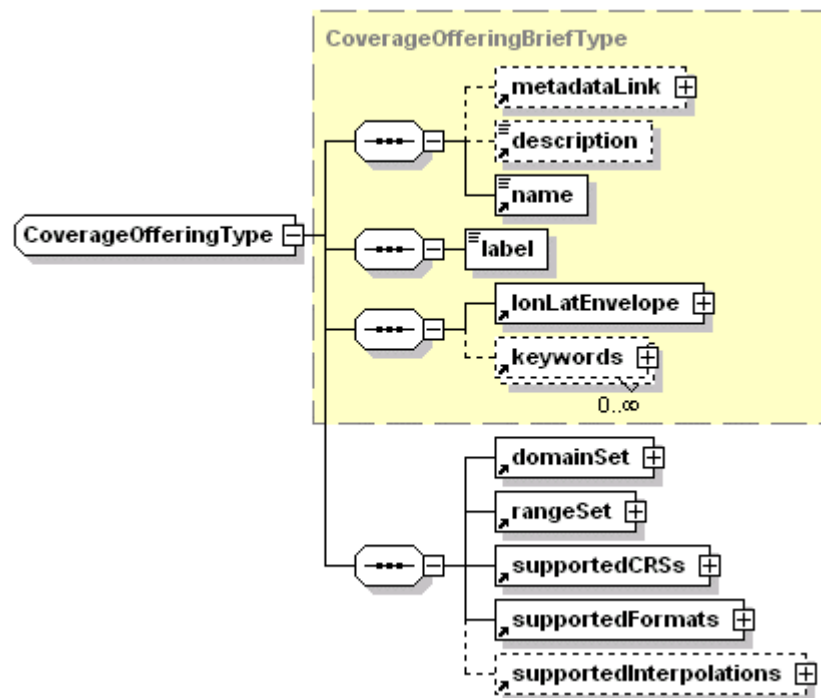 CoverageOfferingBriefType
metadataLink
description
name
CoverageOfferingType
label
lonLatEnvelope
keywords
0..∞
domainSet
rangeSet
supportedCRSs
supportedFormats
supportedInterpolations